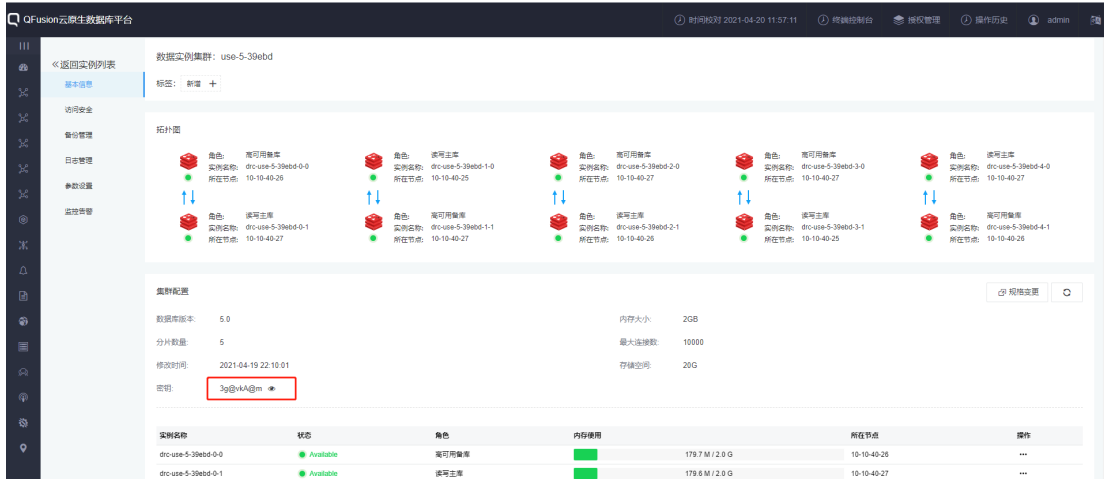 QFusion云原生数据库平台
时间校对 2021-04-20 11:57:11
终端控制台
授权管理
操作历史
admin
返回实例列表
基本信息
访问安全
备份管理
日志管理
参数设置
监控告警
数据实例集群：use-5-39ebd
标签： 新增 +
拓扑图
角色: 高可用备库
实例名称: drc-use-5-39ebd-0-0
所在节点: 10-10-40-26
角色: 读写主库
实例名称: drc-use-5-39ebd-1-0
所在节点: 10-10-40-25
角色: 高可用备库
实例名称: drc-use-5-39ebd-2-0
所在节点: 10-10-40-27
角色: 高可用备库
实例名称: drc-use-5-39ebd-3-0
所在节点: 10-10-40-27
角色: 读写主库
实例名称: drc-use-5-39ebd-4-0
所在节点: 10-10-40-27
角色: 读写主库
实例名称: drc-use-5-39ebd-0-1
所在节点: 10-10-40-27
角色: 高可用备库
实例名称: drc-use-5-39ebd-1-1
所在节点: 10-10-40-27
角色: 读写主库
实例名称: drc-use-5-39ebd-2-1
所在节点: 10-10-40-26
角色: 读写主库
实例名称: drc-use-5-39ebd-3-1
所在节点: 10-10-40-25
角色: 高可用备库
实例名称: drc-use-5-39ebd-4-1
所在节点: 10-10-40-26
集群配置
规格变更
数据库版本: 5.0 内存大小: 2GB
分片数量: 5 最大连接数: 10000
修改时间: 2021-04-19 22:10:01 存储空间: 20G
密钥: 3g@vkA@m
实例名称 状态 角色 内存使用 所在节点 操作
drc-use-5-39ebd-0-0 Available 高可用备库 179.7 M / 2.0 G 10-10-40-26 •••
drc-use-5-39ebd-0-1 Available 读写主库 179.6 M / 2.0 G 10-10-40-27 •••